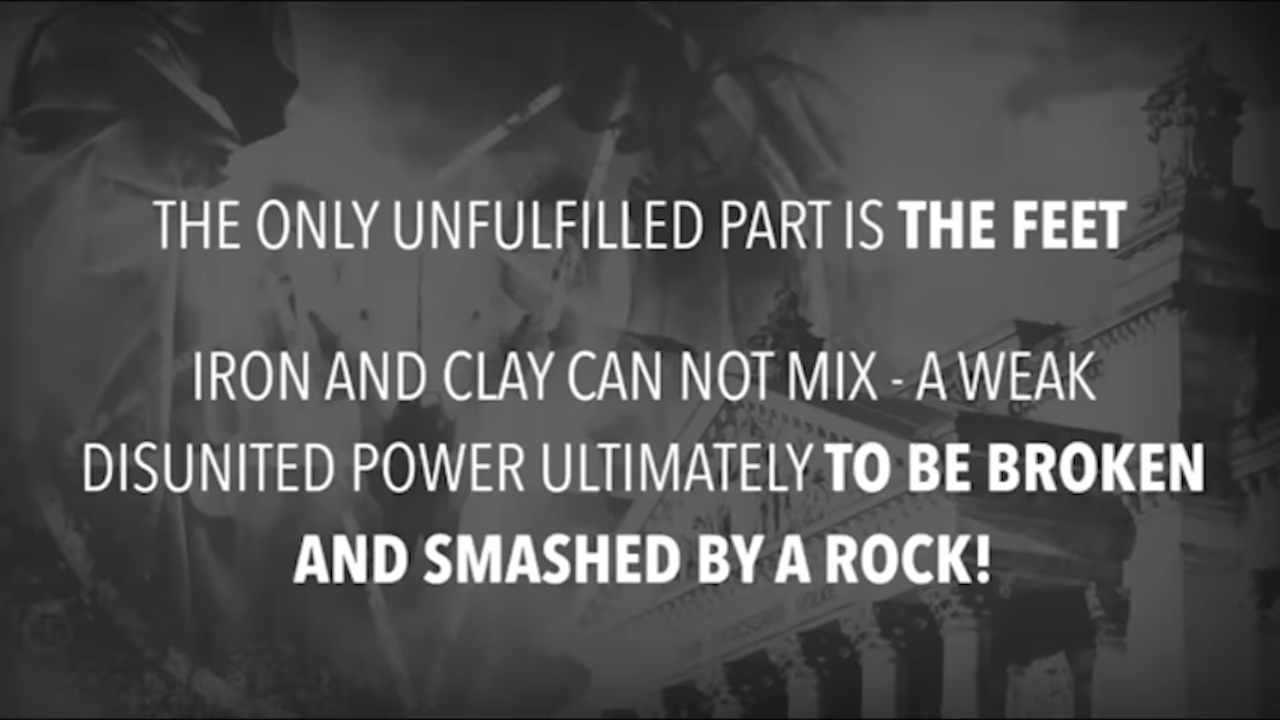 THE ONLY UNFULFILLED PART IS THE FEET
IRON AND CLAY CAN NOT MIX - A WEAK
DISUNITED POWER ULTIMATELY TO BE BROKEN
AND SMASHED BY A ROCK!